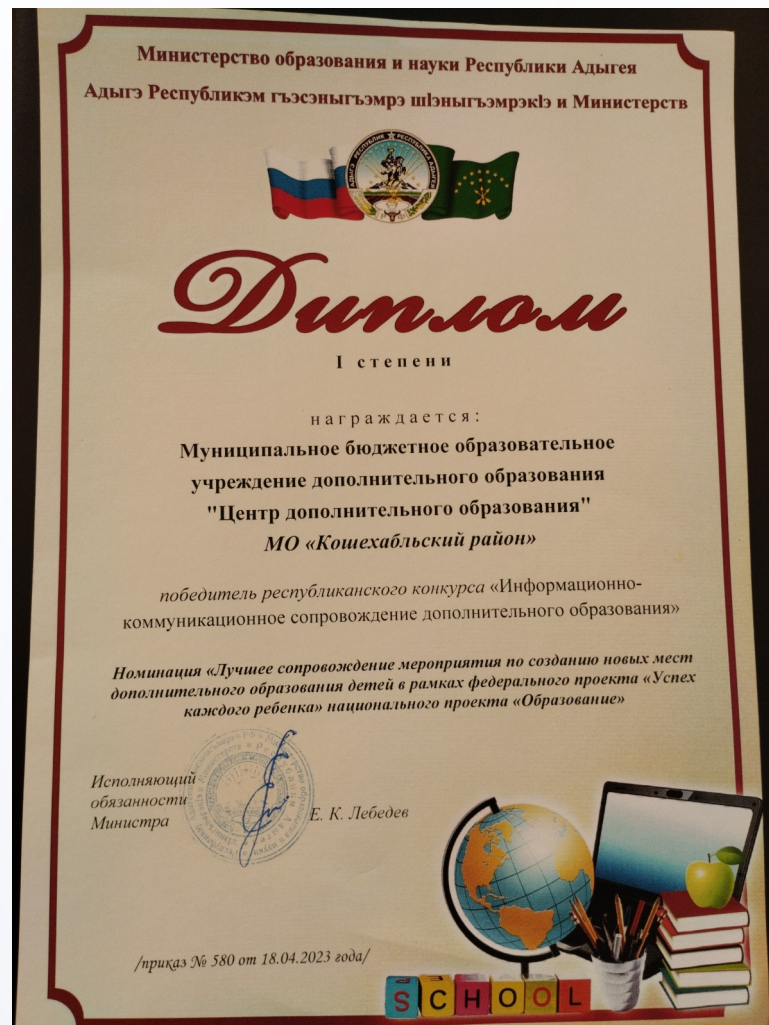 Министерство образования и науки Республики Адыгея
Адыгэ Республикэм гъэсэныгъэмрэ шIэныгъэмрэкIэ и Министерств
Диплом
I степени
награждается:
Муниципальное бюджетное образовательное
учреждение дополнительного образования
"Центр дополнительного образования"
МО «Кошехабльский район»
победитель республиканского конкурса «Информационно-
коммуникационное сопровождение дополнительного образования»
Номинация «Лучшее сопровождение мероприятия по созданию новых мест
дополнительного образования детей в рамках федерального проекта «Успех
каждого ребенка» национального проекта «Образование»
Исполняющий
обязанности
Министра
Е. К. Лебедев
/приказ № 580 от 18.04.2023 года/
SCHOOL